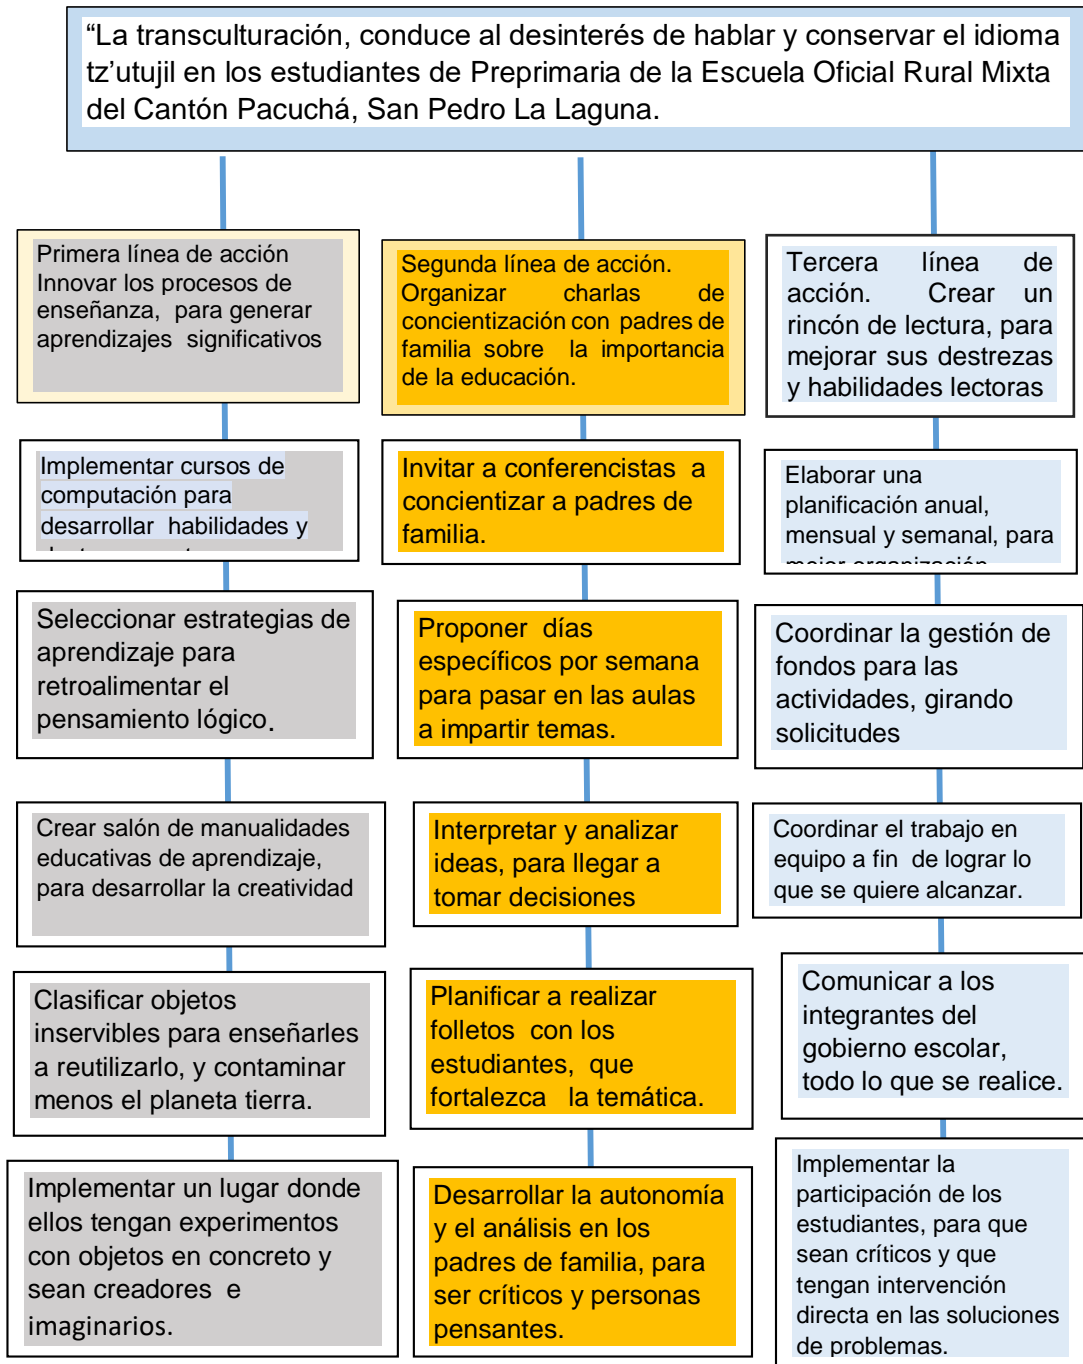 “La transculturación, conduce al desinterés de hablar y conservar el idioma
tz’utujil en los estudiantes de Preprimaria de la Escuela Oficial Rural Mixta
del Cantón Pacuchá, San Pedro La Laguna.
Primera línea de acción
Innovar los procesos de
enseñanza, para generar
aprendizajes significativos
Implementar cursos de
computación para
desarrollar habilidades y
Seleccionar estrategias de
aprendizaje para
retroalimentar el
pensamiento lógico.
Crear salón de manualidades
educativas de aprendizaje,
para desarrollar la creatividad
Clasificar objetos
inservibles para enseñarles
a reutilizarlo, y contaminar
menos el planeta tierra.
Implementar un lugar donde
ellos tengan experimentos
con objetos en concreto y
sean creadores e
imaginarios.
Segunda línea de acción.
Organizar charlas de
concientización con padres de
familia sobre la importancia
de la educación.
Invitar a conferencistas a
concientizar a padres de
familia.
Proponer días
específicos por semana
para pasar en las aulas
a impartir temas.
Interpretar y analizar
ideas, para llegar a
tomar decisiones
Planificar a realizar
folletos con los
estudiantes, que
fortalezca la temática.
Desarrollar la autonomía
y el análisis en los
padres de familia, para
ser críticos y personas
pensantes.
Tercera línea de
acción. Crear un
rincón de lectura, para
mejorar sus destrezas
y habilidades lectoras
Elaborar una
planificación anual,
mensual y semanal, para
mejor organización
Coordinar la gestión de
fondos para las
actividades, girando
solicitudes
Coordinar el trabajo en
equipo a fin de lograr lo
que se quiere alcanzar.
Comunicar a los
integrantes del
gobierno escolar,
todo lo que se realice.
Implementar la
participación de los
estudiantes, para que
sean críticos y que
tengan intervención
directa en las soluciones
de problemas.